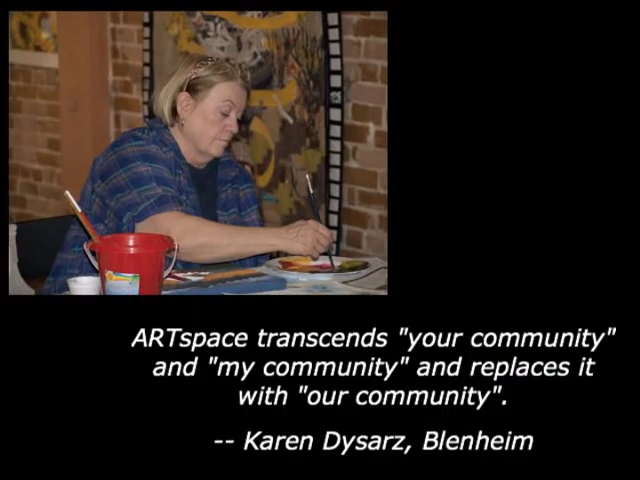 ARTspace transcends "your community"
and "my community" and replaces it
with "our community".
-- Karen Dysarz, Blenheim